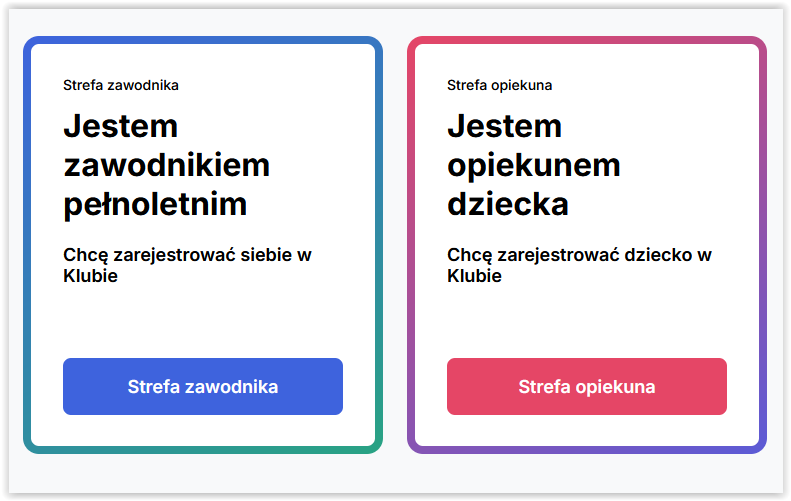 Strefa zawodnika
Jestem
zawodnikiem
pełnoletnim
Chcę zarejestrować siebie w
Klubie
Strefa zawodnika
Strefa opiekuna
Jestem
opiekunem
dziecka
Chcę zarejestrować dziecko w
Klubie
Strefa opiekuna